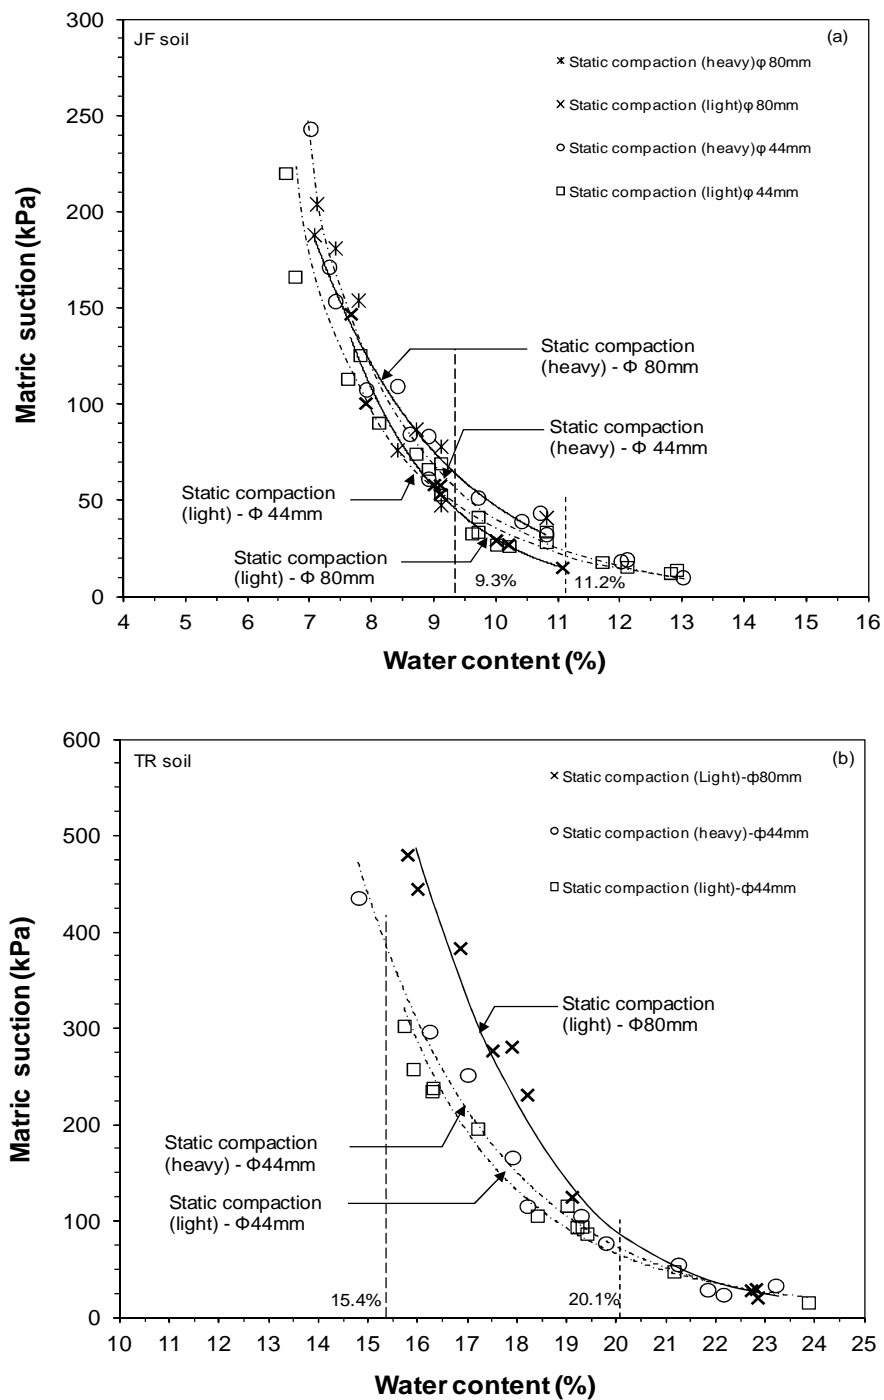 JF soil
(a)
Static compaction (heavy)φ 80mm
Static compaction (light)φ 80mm
Static compaction (heavy)φ 44mm
Static compaction (light)φ 44mm
Matric suction (kPa)
300
250
200
150
100
50
0
Static compaction
(heavy) - Φ 80mm
Static compaction
(heavy) - Φ 44mm
Static compaction
(light) - Φ 44mm
Static compaction
(light) - Φ 80mm
9.3%
11.2%
4 5 6 7 8 9 10 11 12 13 14 15 16
Water content (%)
TR soil
(b)
Static compaction (Light)-ф80mm
Static compaction (heavy)-ф44mm
Static compaction (light)-ф44mm
Matric suction (kPa)
600
500
400
300
200
100
0
Static compaction
(light) - Φ80mm
Static compaction
(heavy) - Φ44mm
Static compaction
(light) - Φ44mm
15.4%
20.1%
10 11 12 13 14 15 16 17 18 19 20 21 22 23 24 25
Water content (%)